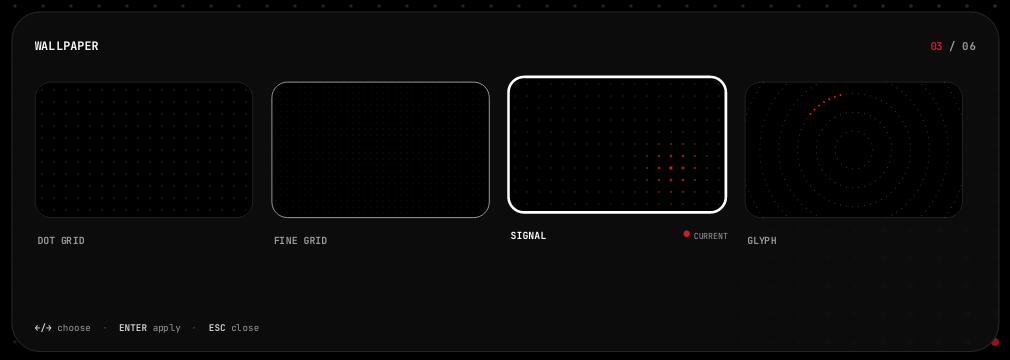 WALLPAPER
03 / 06
DOT GRID
FINE GRID
SIGNAL
CURRENT
GLYPH
←/→ choose · ENTER apply · ESC close